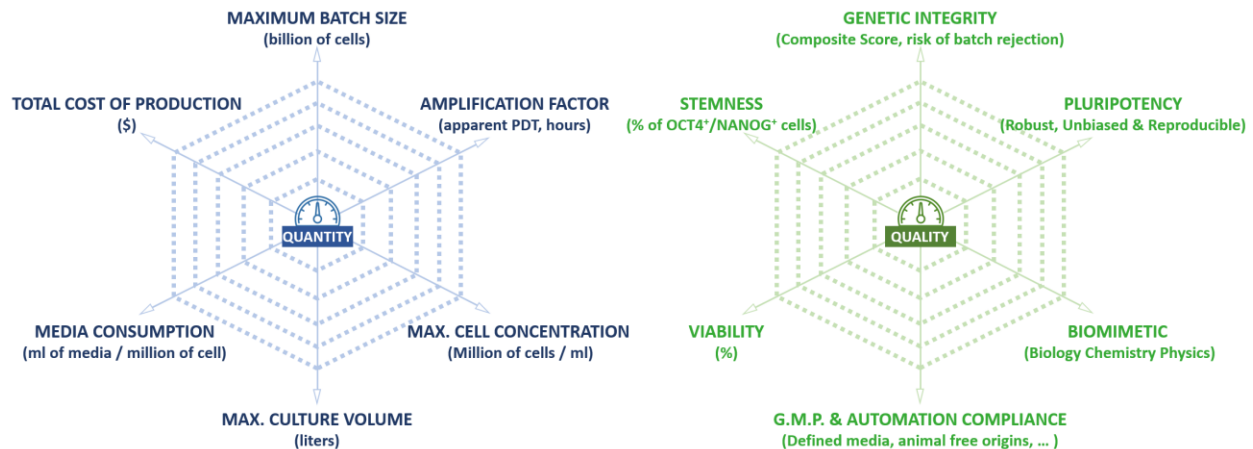 MAXIMUM BATCH SIZE
(billion of cells)
TOTAL COST OF PRODUCTION
($)
AMPLIFICATION FACTOR
(apparent PDT, hours)
QUANTITY
MEDIA CONSUMPTION
(ml of media / million of cell)
MAX. CELL CONCENTRATION
(Million of cells / ml)
MAX. CULTURE VOLUME
(liters)
GENETIC INTEGRITY
(Composite Score, risk of batch rejection)
STEMNESS
(% of OCT4⁺/NANOG⁺ cells)
PLURIPOTENCY
(Robust, Unbiased & Reproducible)
QUALITY
VIABILITY
(%)
BIOMIMETIC
(Biology Chemistry Physics)
G.M.P. & AUTOMATION COMPLIANCE
(Defined media, animal free origins, ... )